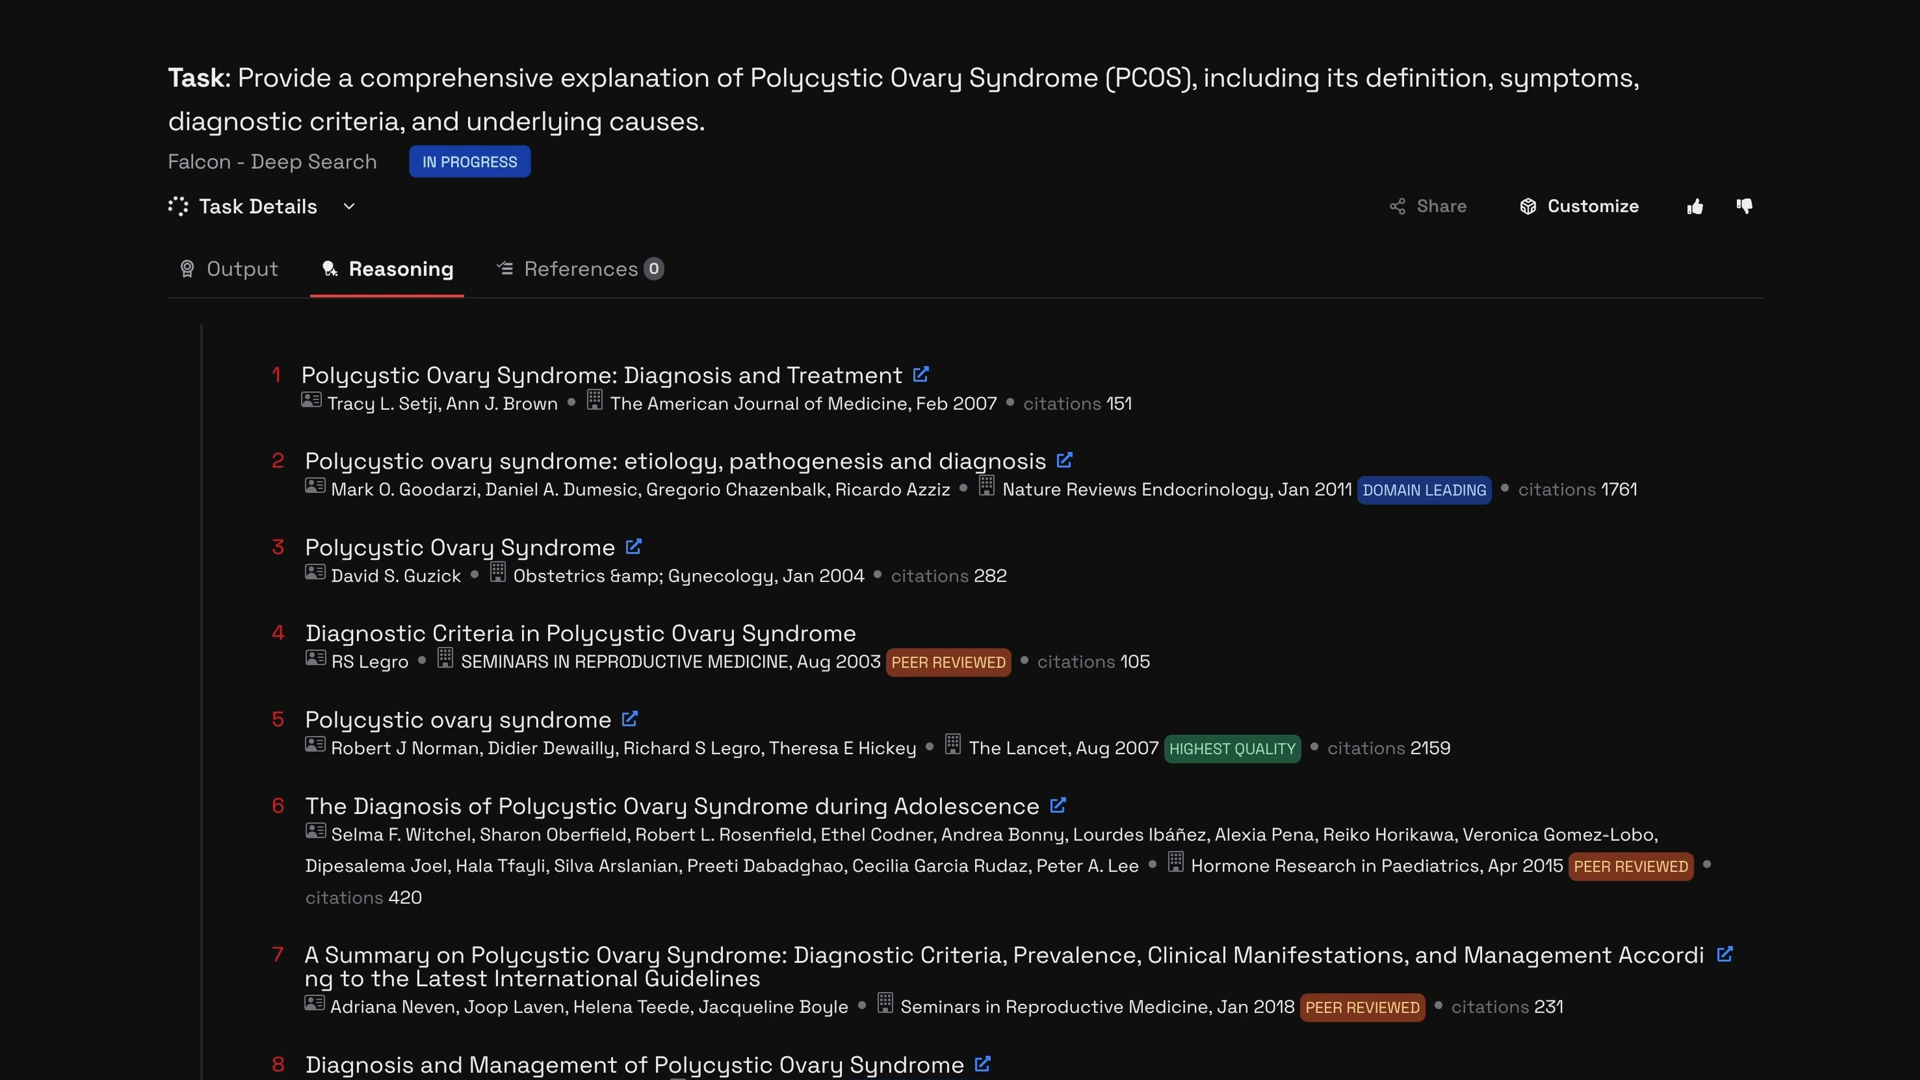 Task: Provide a comprehensive explanation of Polycystic Ovary Syndrome (PCOS), including its definition, symptoms,
diagnostic criteria, and underlying causes.
Falcon - Deep Search IN PROGRESS
Task Details Share Customize
Output Reasoning References 0
1 Polycystic Ovary Syndrome: Diagnosis and Treatment
Tracy L. Setji, Ann J. Brown • The American Journal of Medicine, Feb 2007 • citations 151
2 Polycystic ovary syndrome: etiology, pathogenesis and diagnosis
Mark O. Goodarzi, Daniel A. Dumesic, Gregorio Chazenbalk, Ricardo Azziz • Nature Reviews Endocrinology, Jan 2011 DOMAIN LEADING • citations 1761
3 Polycystic Ovary Syndrome
David S. Guzick • Obstetrics &amp; Gynecology, Jan 2004 • citations 282
4 Diagnostic Criteria in Polycystic Ovary Syndrome
RS Legro • SEMINARS IN REPRODUCTIVE MEDICINE, Aug 2003 PEER REVIEWED • citations 105
5 Polycystic ovary syndrome
Robert J Norman, Didier Dewailly, Richard S Legro, Theresa E Hickey • The Lancet, Aug 2007 HIGHEST QUALITY • citations 2159
6 The Diagnosis of Polycystic Ovary Syndrome during Adolescence
Selma F. Witchel, Sharon Oberfield, Robert L. Rosenfield, Ethel Codner, Andrea Bonny, Lourdes Ibáñez, Alexia Pena, Reiko Horikawa, Veronica Gomez-Lobo,
Dipesalema Joel, Hala Tfayli, Silva Arslanian, Preeti Dabadghao, Cecilia Garcia Rudaz, Peter A. Lee • Hormone Research in Paediatrics, Apr 2015 PEER REVIEWED •
citations 420
7 A Summary on Polycystic Ovary Syndrome: Diagnostic Criteria, Prevalence, Clinical Manifestations, and Management Accordi
ng to the Latest International Guidelines
Adriana Neven, Joop Laven, Helena Teede, Jacqueline Boyle • Seminars in Reproductive Medicine, Jan 2018 PEER REVIEWED • citations 231
8 Diagnosis and Management of Polycystic Ovary Syndrome